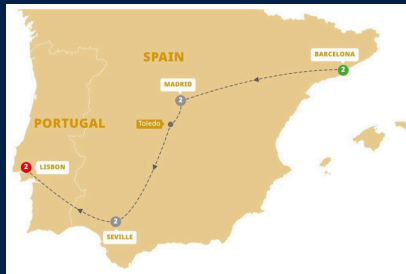 SPAIN
BARCELONA
2
MADRID
2
Toledo
PORTUGAL
2 LISBON
2
SEVILLE